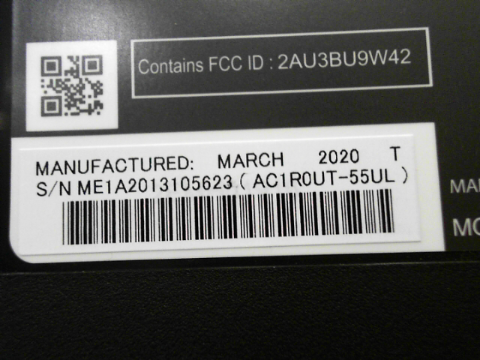 Contains FCC ID : 2AU3BU9W42
MANUFACTURED: MARCH 2020 T
S/N ME1A2013105623 ( AC1R0UT-55UL )